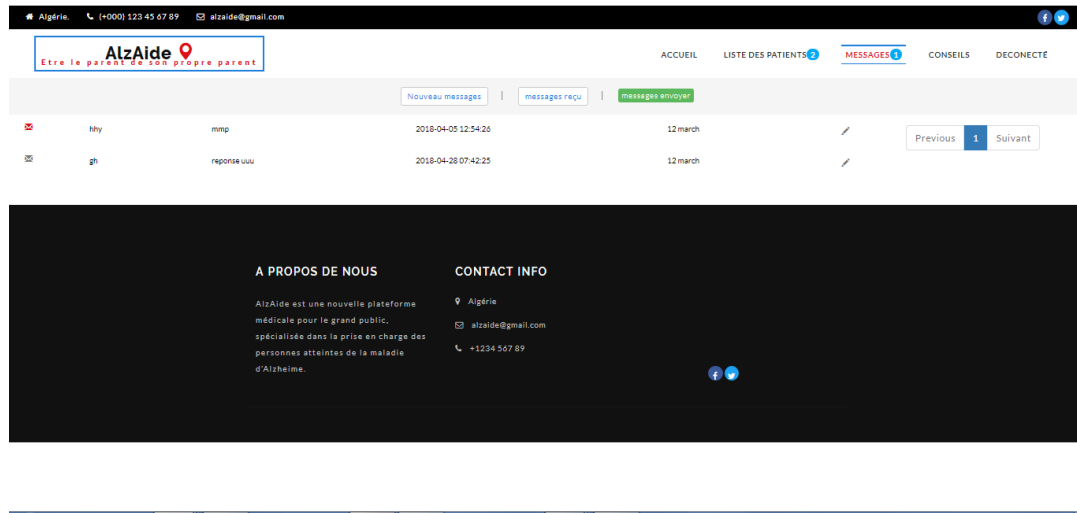 Algérie. (+000) 123 45 67 89 alzaide@gmail.com
AlzAide
Etre le parent de son propre parent
ACCUEIL LISTE DES PATIENTS 2 MESSAGES 1 CONSEILS DECONECTÉ
Nouveau messages | messages reçu | messages envoyer
hhy mmp 2018-04-05 12:54:26 12 march
Previous 1 Suivant
gh reponse uuu 2018-04-28 07:42:25 12 march
A PROPOS DE NOUS
AlzAide est une nouvelle plateforme
médicale pour le grand public,
spécialisée dans la prise en charge des
personnes atteintes de la maladie
d'Alzheime.
CONTACT INFO
Algérie
alzaide@gmail.com
+1234 567 89